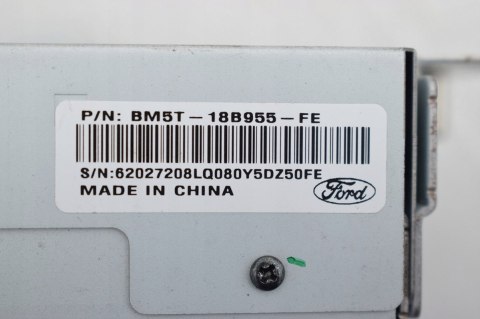 P/N: BM5T-18B955-FE
S/N:62027208LQ080Y5DZ50FE
MADE IN CHINA
Ford